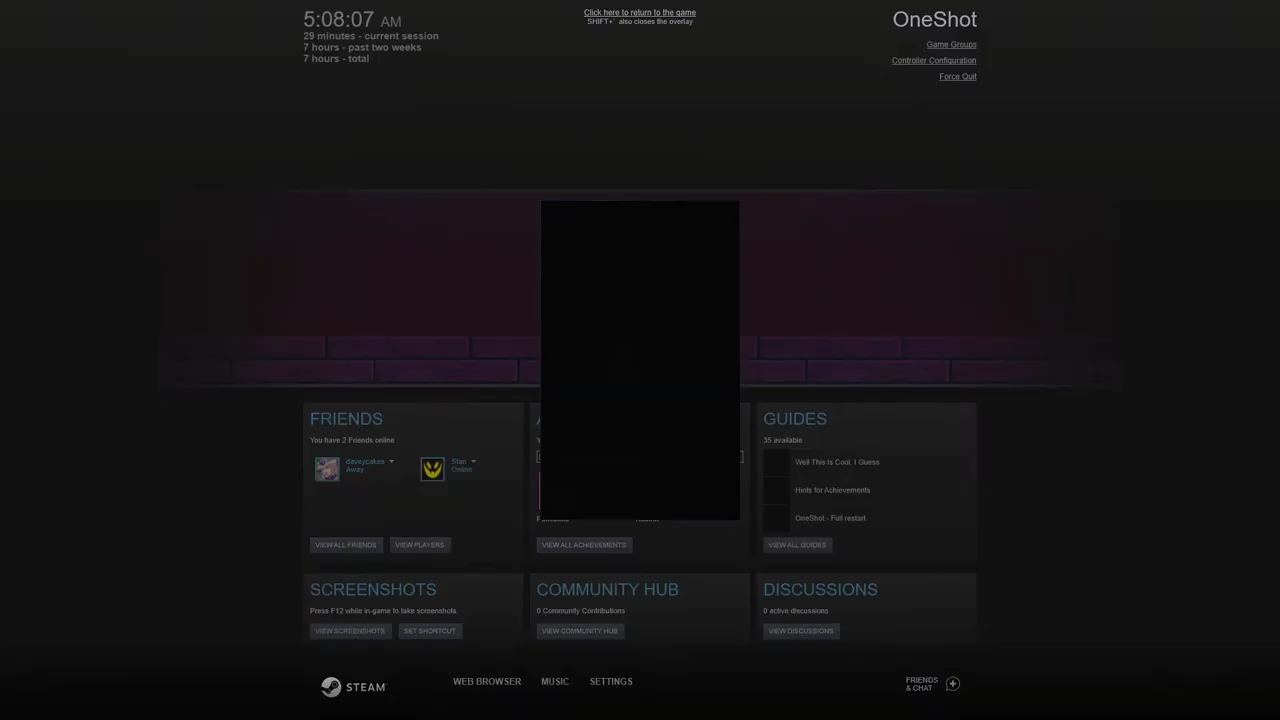 5:08:07 AM
29 minutes - current session
7 hours - past two weeks
7 hours - total
Click here to return to the game
SHIFT+` also closes the overlay
OneShot
Game Groups
Controller Configuration
Force Quit
FRIENDS
You have 2 Friends online
daveycakes
Away
Stan
Online
VIEW ALL FRIENDS
VIEW PLAYERS
VIEW ALL ACHIEVEMENTS
GUIDES
35 available
Well This Is Cool, I Guess
Hints for Achievements
OneShot - Full restart
VIEW ALL GUIDES
SCREENSHOTS
Press F12 while in-game to take screenshots.
VIEW SCREENSHOTS
SET SHORTCUT
COMMUNITY HUB
0 Community Contributions
VIEW COMMUNITY HUB
DISCUSSIONS
0 active discussions
VIEW DISCUSSIONS
STEAM
WEB BROWSER
MUSIC
SETTINGS
FRIENDS
& CHAT